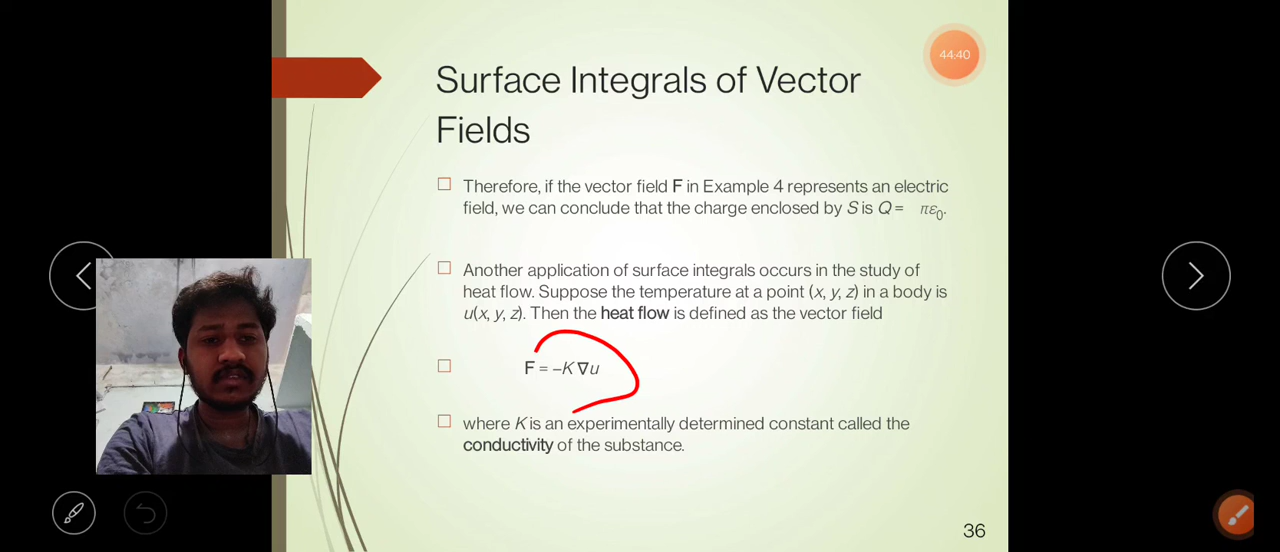 44:40
Surface Integrals of Vector
Fields
Therefore, if the vector field F in Example 4 represents an electric
field, we can conclude that the charge enclosed by S is Q = πε₀.
Another application of surface integrals occurs in the study of
heat flow. Suppose the temperature at a point (x, y, z) in a body is
u(x, y, z). Then the heat flow is defined as the vector field
F = –K ∇u
where K is an experimentally determined constant called the
conductivity of the substance.
36